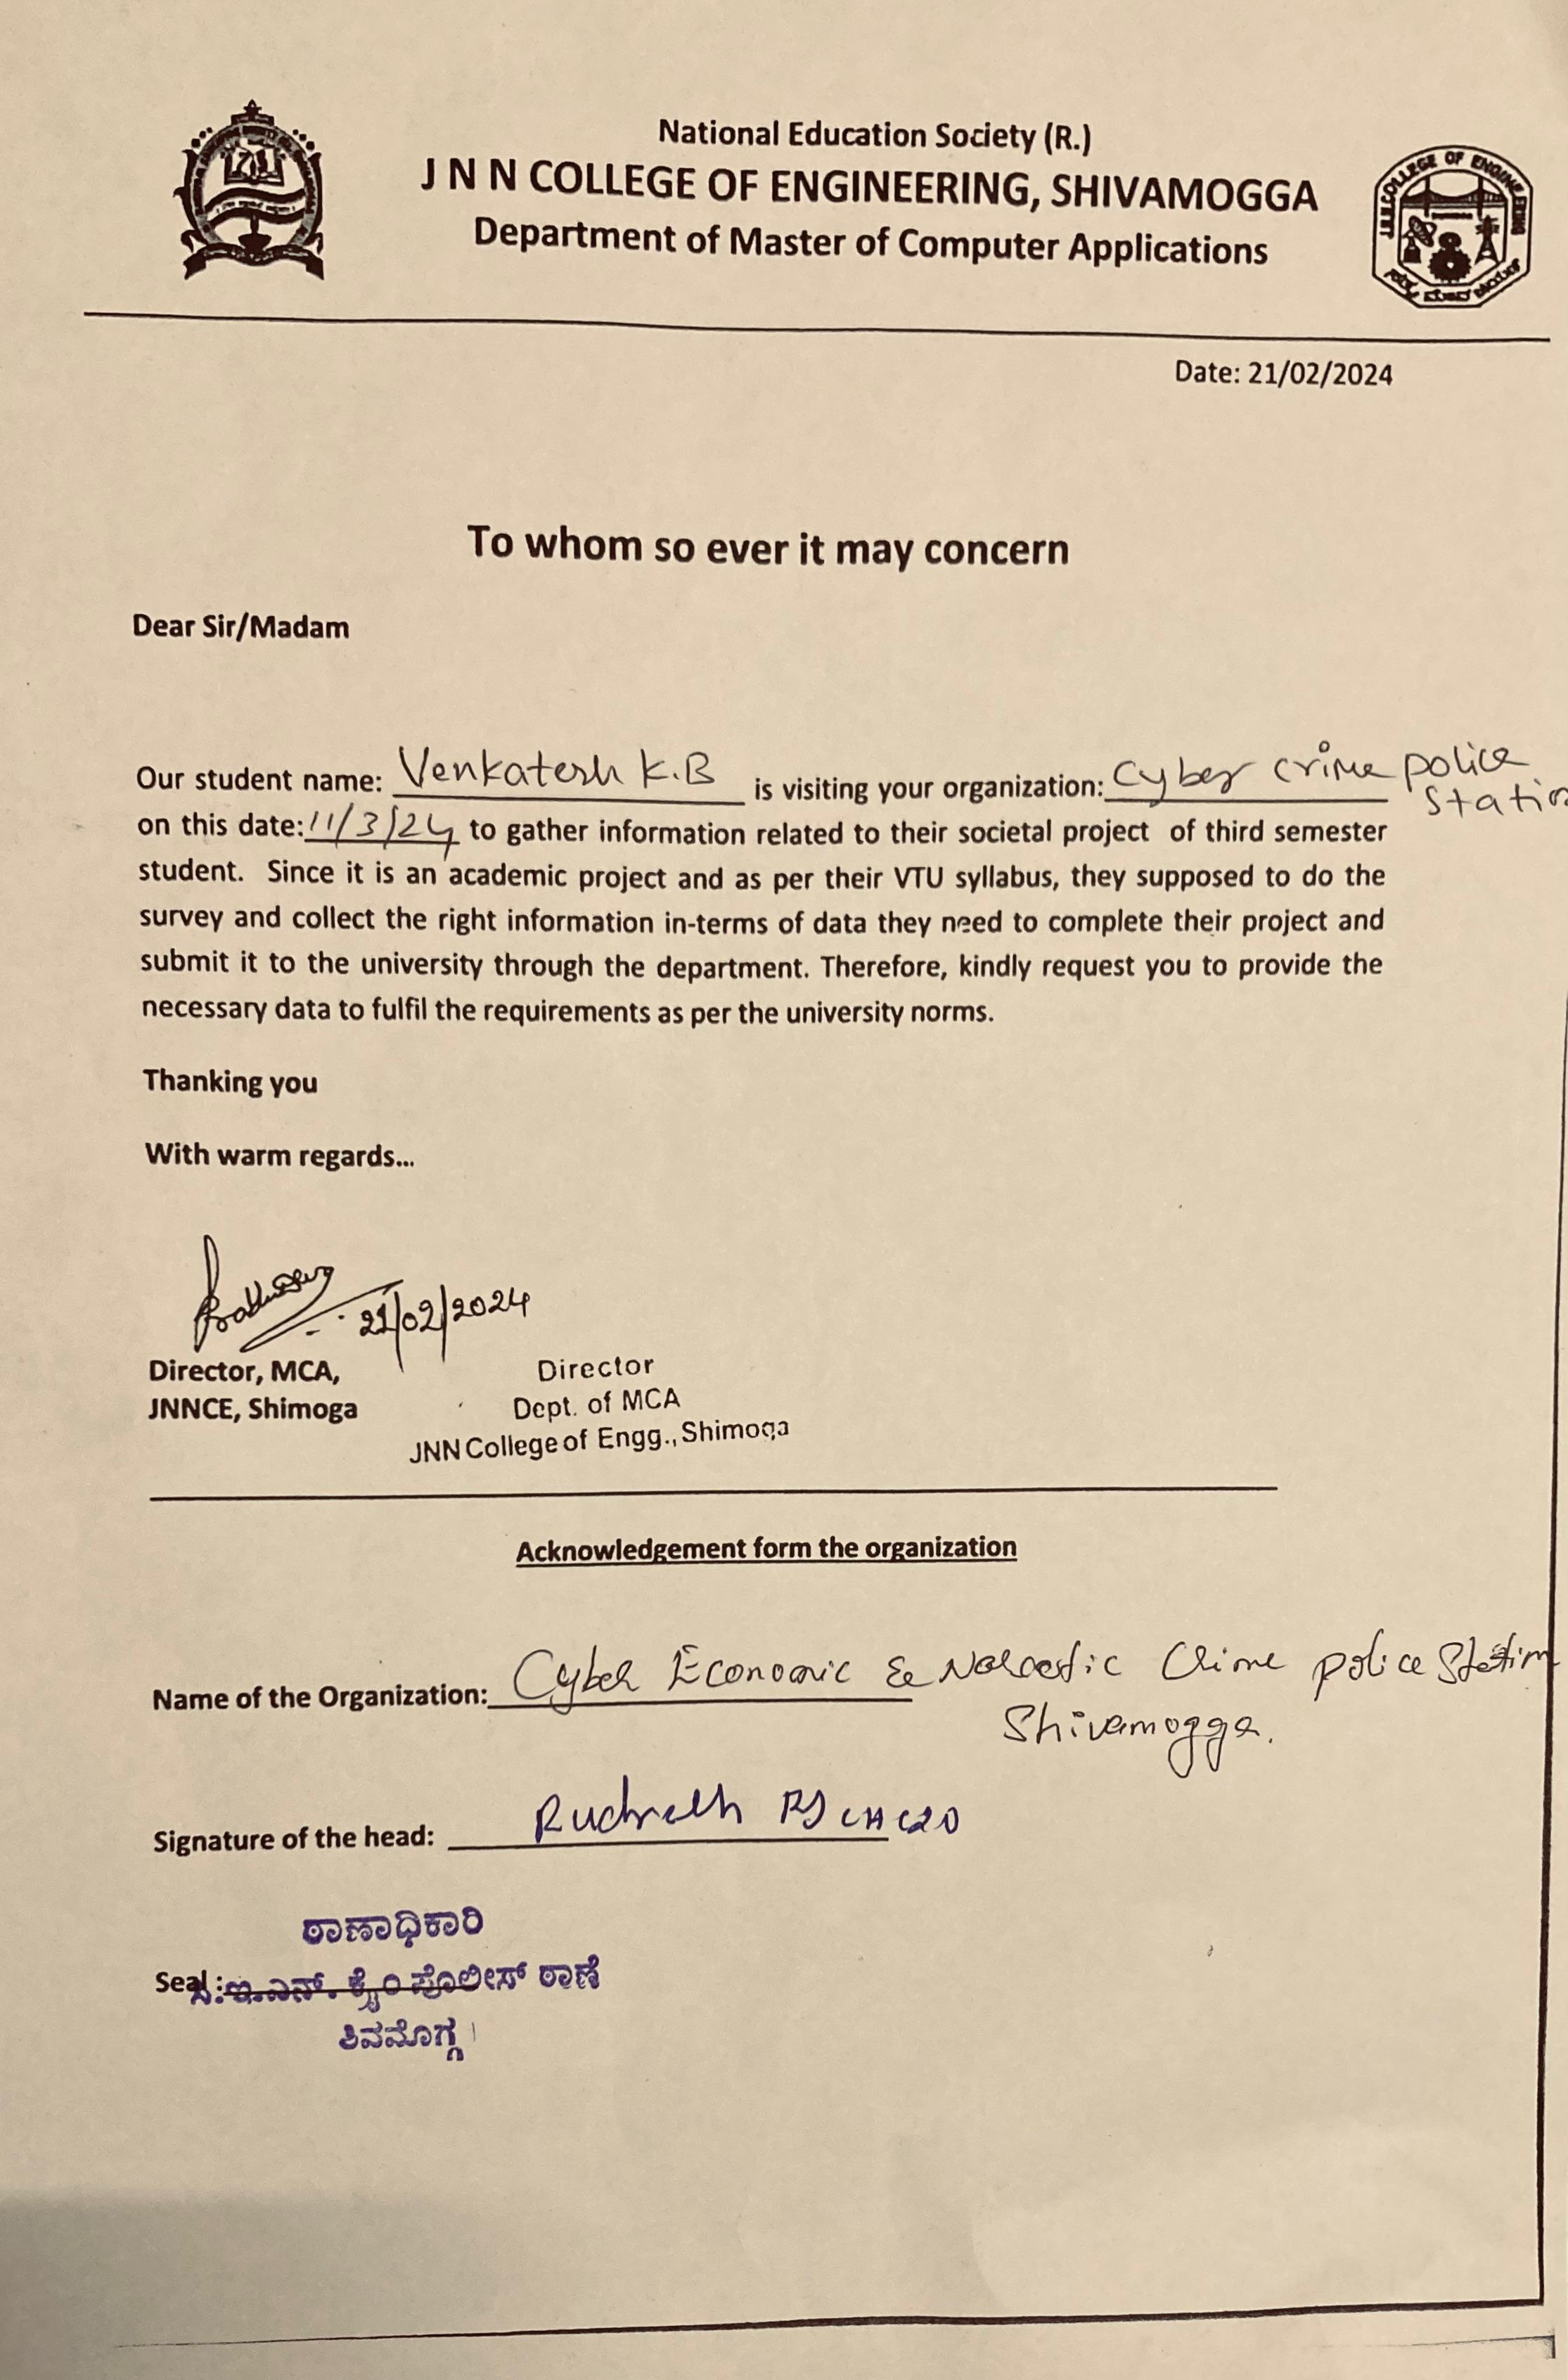 National Education Society (R.)
J N N COLLEGE OF ENGINEERING, SHIVAMOGGA
Department of Master of Computer Applications
COLLEGE OF ENGINEERING
Date: 21/02/2024
To whom so ever it may concern
Dear Sir/Madam
Our student name: Venkatesh K.B is visiting your organization: Cyber crime police station
on this date: 11/3/24 to gather information related to their societal project of third semester
student. Since it is an academic project and as per their VTU syllabus, they supposed to do the
survey and collect the right information in-terms of data they need to complete their project and
submit it to the university through the department. Therefore, kindly request you to provide the
necessary data to fulfil the requirements as per the university norms.
Thanking you
With warm regards...
21/02/2024
Director, MCA,
JNNCE, Shimoga
Director
Dept. of MCA
JNN College of Engg., Shimoga
Acknowledgement form the organization
Name of the Organization: Cyber Economic & Narcotic Crime police Station
Shivamogga.
Signature of the head:
ಠಾಣಾಧಿಕಾರಿ
Seal : ಸಿ.ಇ.ಎನ್. ಕ್ರೈಂ ಪೊಲೀಸ್ ಠಾಣೆ
ಶಿವಮೊಗ್ಗ